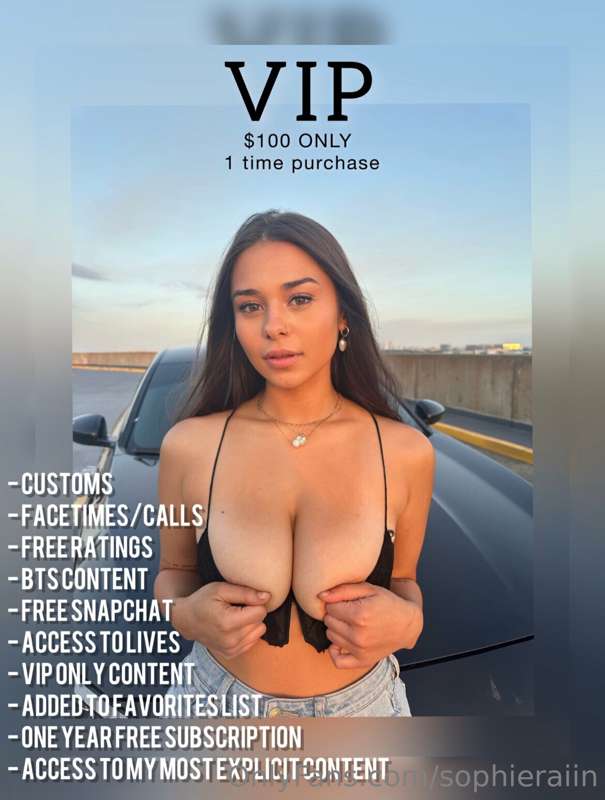 VIP
$100 ONLY
1 time purchase
- CUSTOMS
- FACETIMES/CALLS
- FREE RATINGS
- BTS CONTENT
- FREE SNAPCHAT
- ACCESS TO LIVES
- VIP ONLY CONTENT
- ADDED TO FAVORITES LIST
- ONE YEAR FREE SUBSCRIPTION
- ACCESS TO MY MOST EXPLICIT CONTENT
OnlyFans.com/sophieraiin